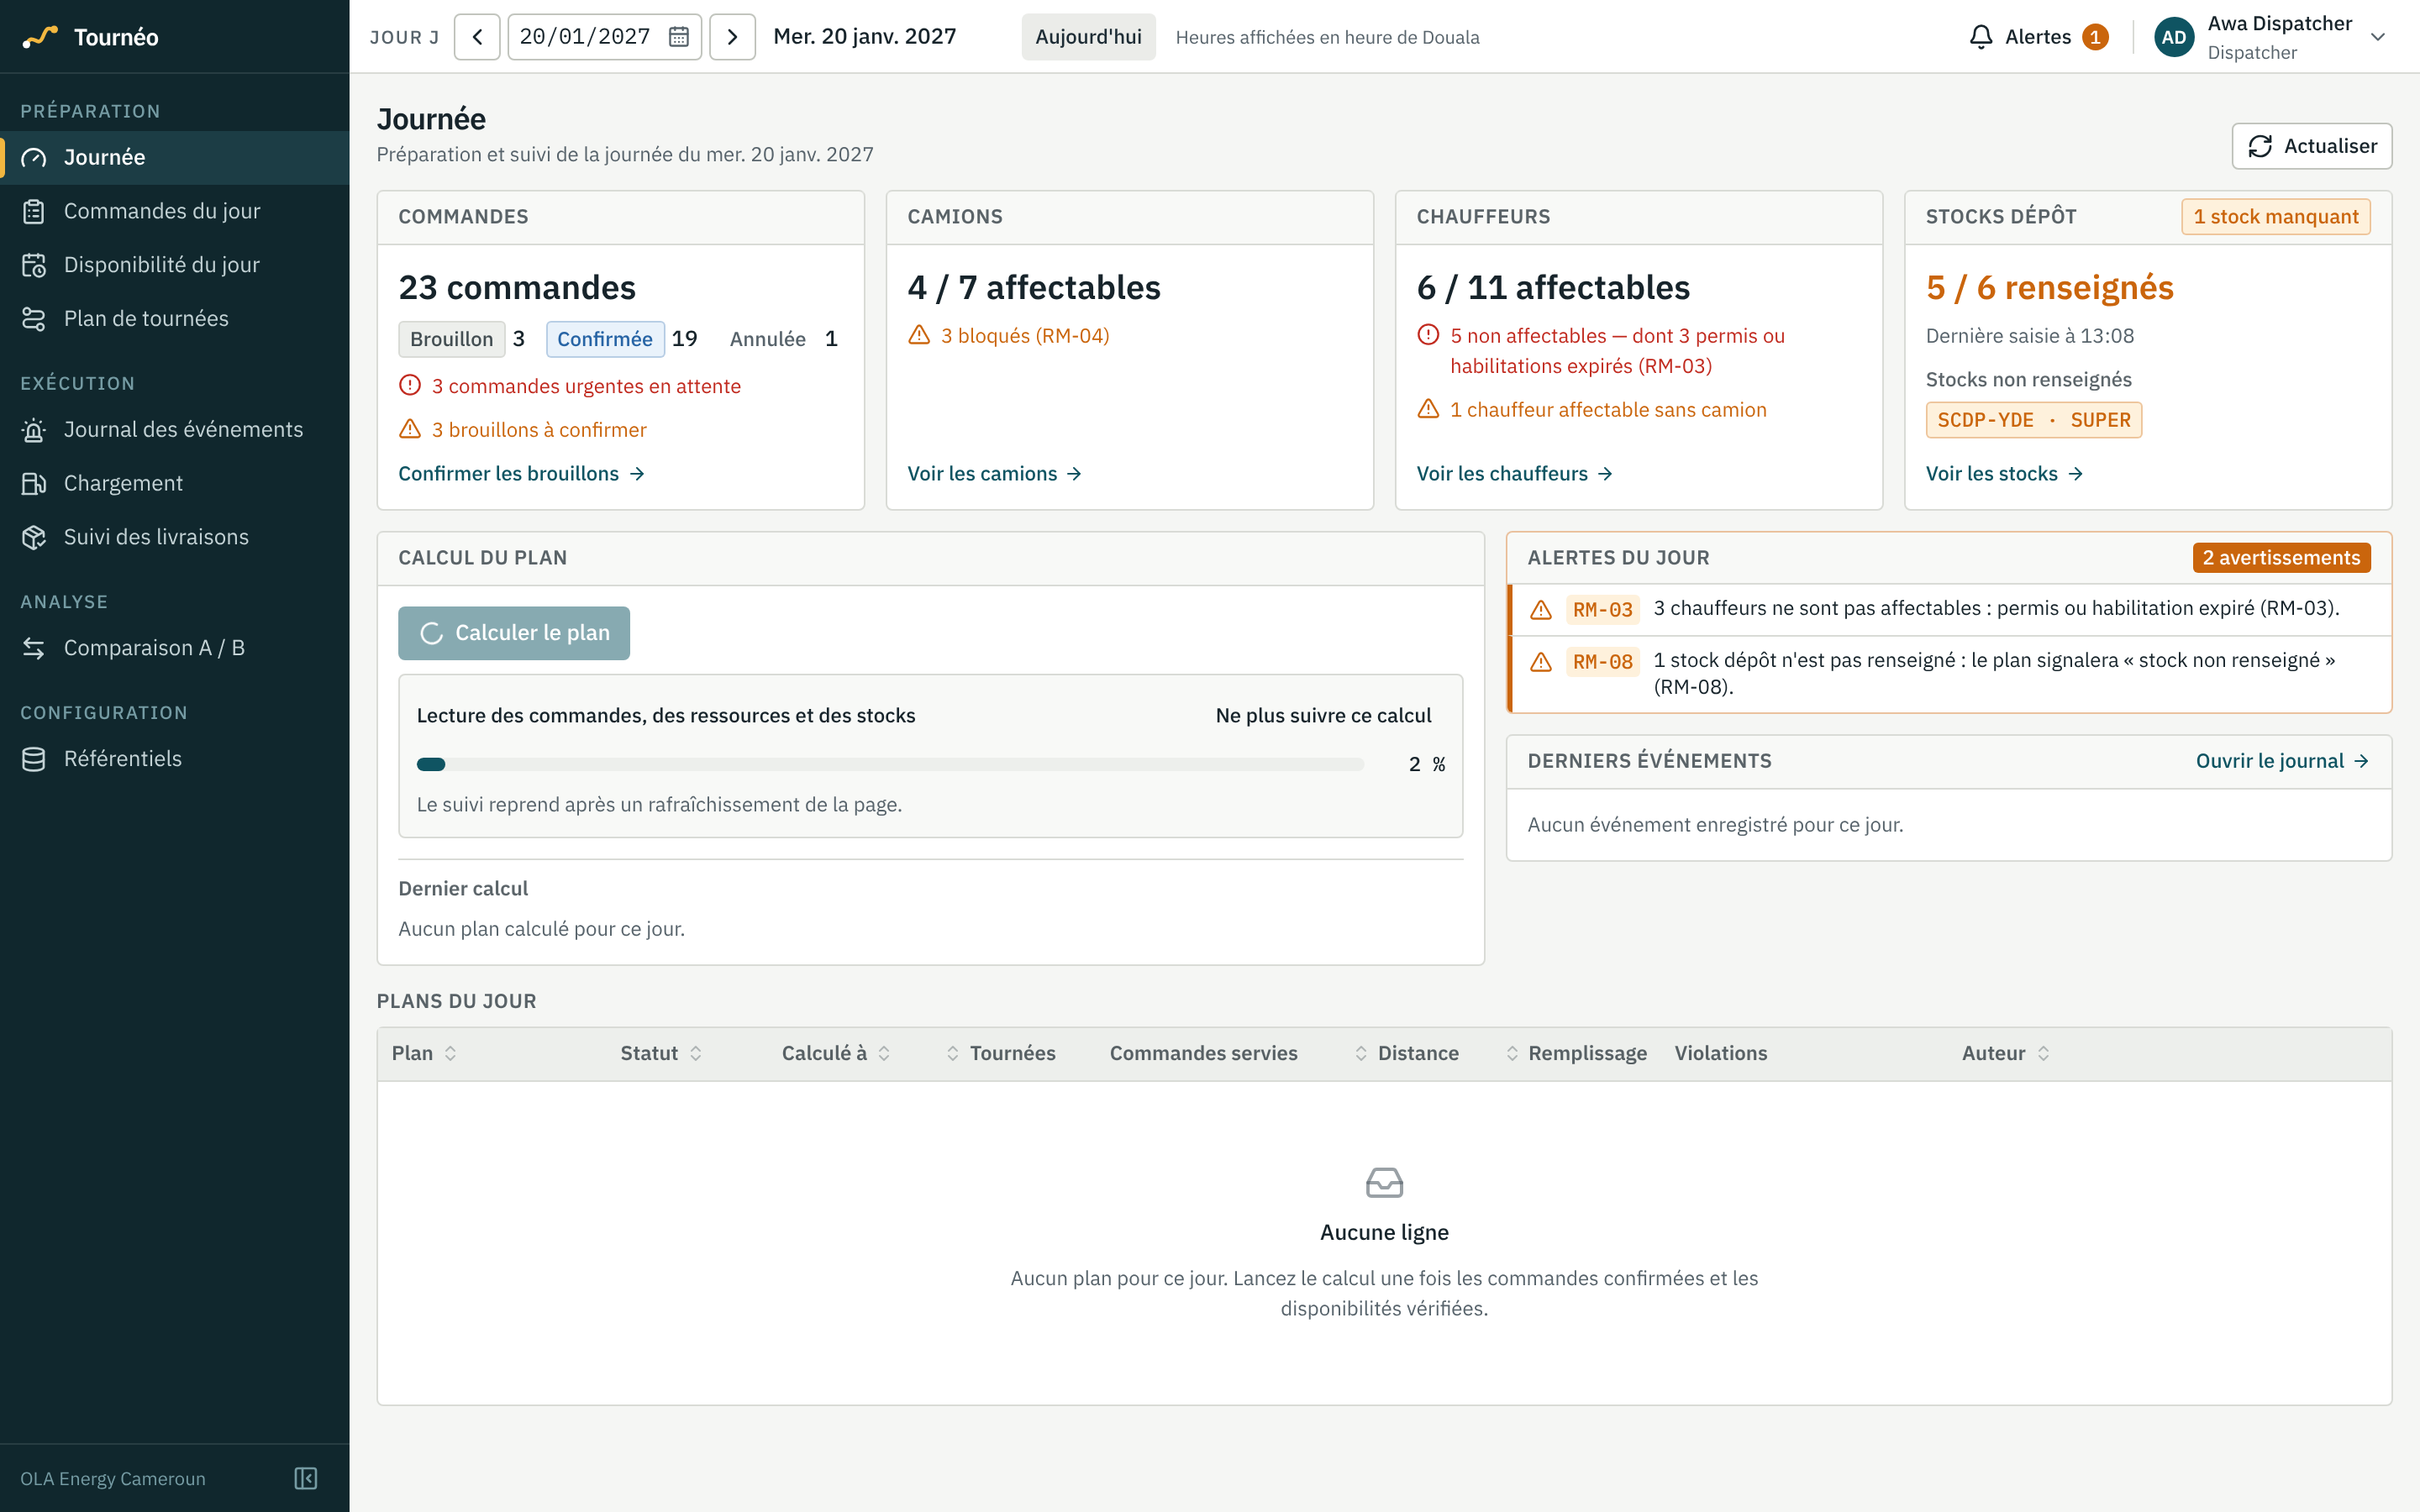 Tournéo
PRÉPARATION
Journée
Commandes du jour
Disponibilité du jour
Plan de tournées
EXÉCUTION
Journal des événements
Chargement
Suivi des livraisons
ANALYSE
Comparaison A / B
CONFIGURATION
Référentiels
OLA Energy Cameroun
JOUR J
20/01/2027
Mer. 20 janv. 2027
Aujourd'hui
Heures affichées en heure de Douala
Alertes 1
AD
Awa Dispatcher
Dispatcher
Journée
Préparation et suivi de la journée du mer. 20 janv. 2027
Actualiser
COMMANDES
23 commandes
Brouillon 3 Confirmée 19 Annulée 1
3 commandes urgentes en attente
3 brouillons à confirmer
Confirmer les brouillons →
CAMIONS
4 / 7 affectables
3 bloqués (RM-04)
Voir les camions →
CHAUFFEURS
6 / 11 affectables
5 non affectables — dont 3 permis ou
habilitations expirés (RM-03)
1 chauffeur affectable sans camion
Voir les chauffeurs →
STOCKS DÉPÔT
1 stock manquant
5 / 6 renseignés
Dernière saisie à 13:08
Stocks non renseignés
SCDP-YDE · SUPER
Voir les stocks →
CALCUL DU PLAN
Calculer le plan
Lecture des commandes, des ressources et des stocks
Ne plus suivre ce calcul
2 %
Le suivi reprend après un rafraîchissement de la page.
Dernier calcul
Aucun plan calculé pour ce jour.
ALERTES DU JOUR
2 avertissements
RM-03 3 chauffeurs ne sont pas affectables : permis ou habilitation expiré (RM-03).
RM-08 1 stock dépôt n'est pas renseigné : le plan signalera « stock non renseigné »
(RM-08).
DERNIERS ÉVÉNEMENTS
Ouvrir le journal →
Aucun événement enregistré pour ce jour.
PLANS DU JOUR
Plan Statut Calculé à Tournées Commandes servies Distance Remplissage Violations Auteur
Aucune ligne
Aucun plan pour ce jour. Lancez le calcul une fois les commandes confirmées et les
disponibilités vérifiées.